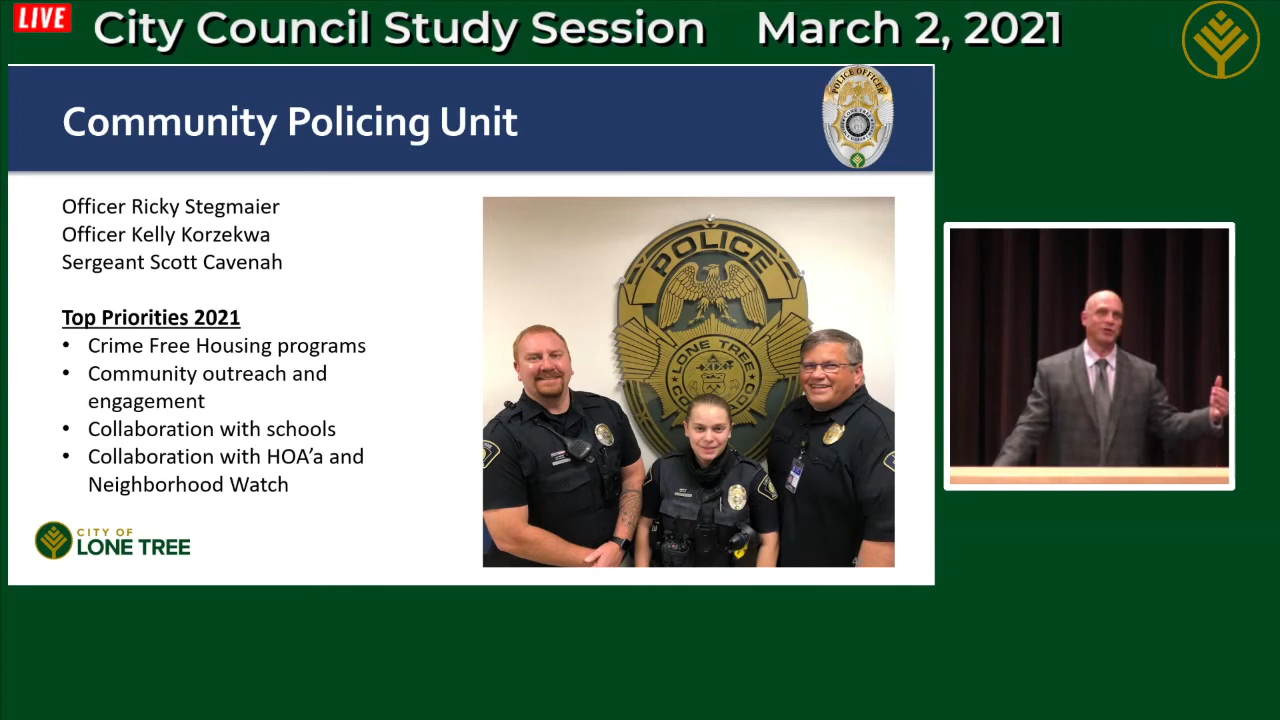 LIVE
City Council Study Session March 2, 2021
Community Policing Unit
POLICE OFFICER
Officer Ricky Stegmaier
Officer Kelly Korzekwa
Sergeant Scott Cavenah
Top Priorities 2021
• Crime Free Housing programs
• Community outreach and
engagement
• Collaboration with schools
• Collaboration with HOA'a and
Neighborhood Watch
CITY OF
LONE TREE
POLICE
LONE TREE